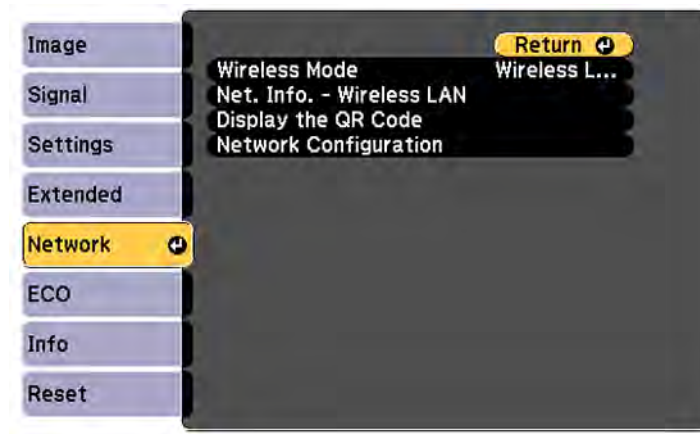 Image
Signal
Settings
Extended
Network
ECO
Info
Reset
Return
Wireless Mode Wireless L...
Net. Info. - Wireless LAN
Display the QR Code
Network Configuration